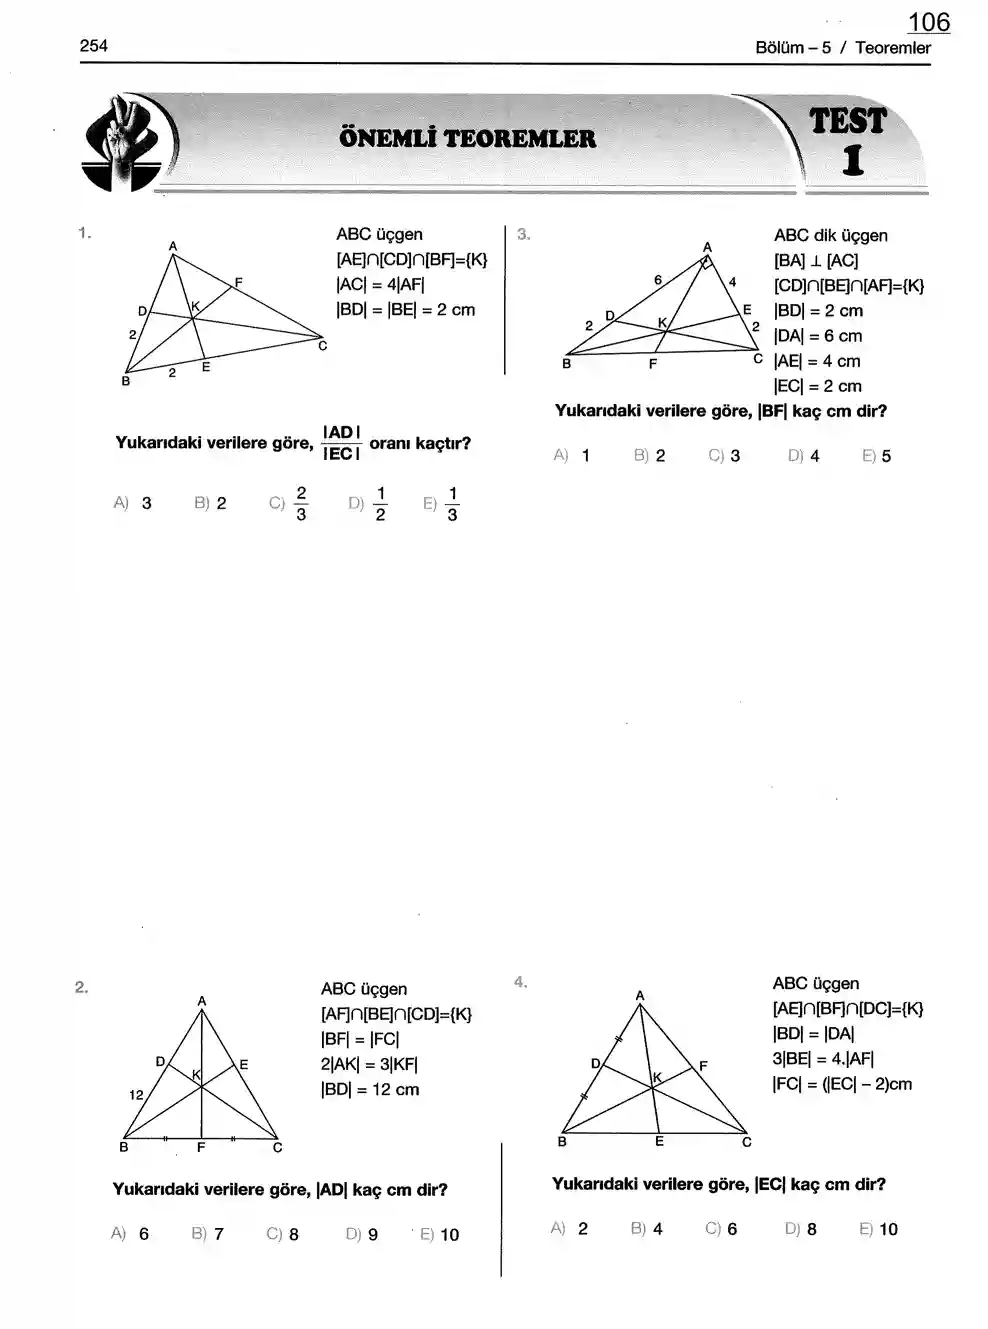 106
254
Bölüm – 5 / Teoremler
ÖNEMLİ TEOREMLER
TEST
1
1.
A
F
D
K
2
C
B
2
E
ABC üçgen
[AE]∩[CD]∩[BF]={K}
|AC| = 4|AF|
|BD| = |BE| = 2 cm
Yukarıdaki verilere göre, |AD| / |EC| oranı kaçtır?
A) 3 B) 2 C) 2/3 D) 1/2 E) 1/3
3.
A
6
4
D
K
E
2
2
B
F
C
ABC dik üçgen
[BA] ⊥ [AC]
[CD]∩[BE]∩[AF]={K}
|BD| = 2 cm
|DA| = 6 cm
|AE| = 4 cm
|EC| = 2 cm
Yukarıdaki verilere göre, |BF| kaç cm dir?
A) 1 B) 2 C) 3 D) 4 E) 5
2.
A
D
K
E
12
B
F
C
ABC üçgen
[AF]∩[BE]∩[CD]={K}
|BF| = |FC|
2|AK| = 3|KF|
|BD| = 12 cm
Yukarıdaki verilere göre, |AD| kaç cm dir?
A) 6 B) 7 C) 8 D) 9 E) 10
4.
A
D
F
K
B
E
C
ABC üçgen
[AE]∩[BF]∩[DC]={K}
|BD| = |DA|
3|BE| = 4.|AF|
|FC| = (|EC| – 2)cm
Yukarıdaki verilere göre, |EC| kaç cm dir?
A) 2 B) 4 C) 6 D) 8 E) 10